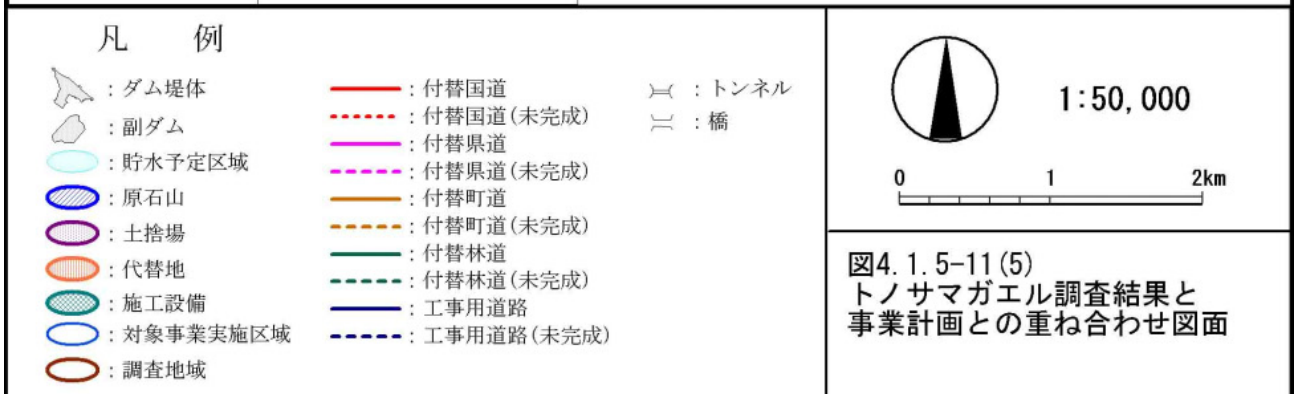 凡　例
：ダム堤体
：副ダム
：貯水予定区域
：原石山
：土捨場
：代替地
：施工設備
：対象事業実施区域
：調査地域
：付替国道
：付替国道(未完成)
：付替県道
：付替県道(未完成)
：付替町道
：付替町道(未完成)
：付替林道
：付替林道(未完成)
：工事用道路
：工事用道路(未完成)
：トンネル
：橋
1:50,000
0 1 2km
図4.1.5-11(5)
トノサマガエル調査結果と
事業計画との重ね合わせ図面